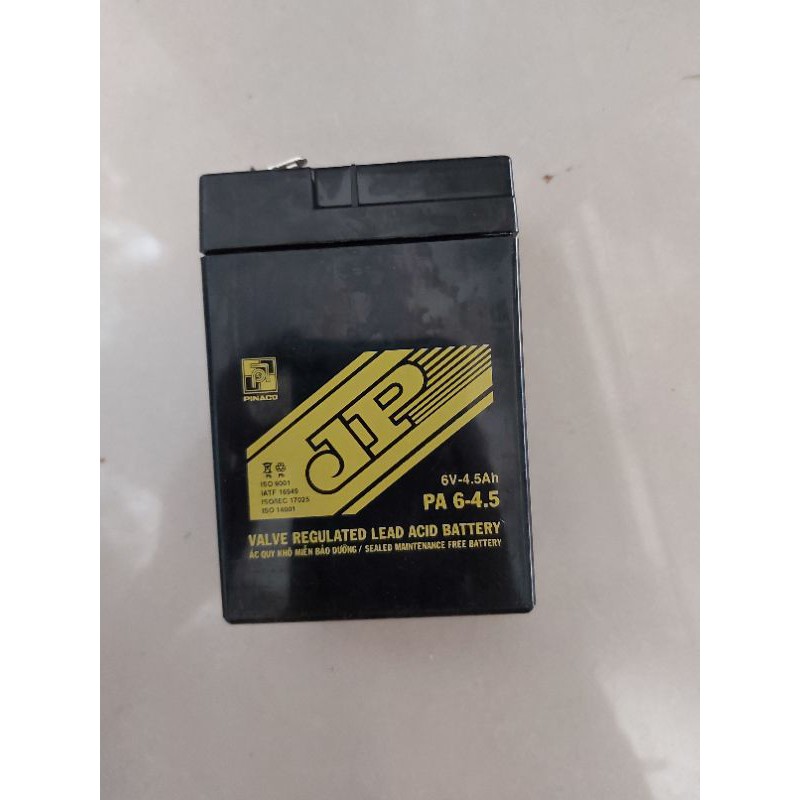 PINACO
JP
6V-4.5Ah
PA 6-4.5
ISO 9001
IATF 16949
ISO/IEC 17025
ISO 14001
VALVE REGULATED LEAD ACID BATTERY
ẮC QUY KHÔ MIỄN BẢO DƯỠNG / SEALED MAINTENANCE FREE BATTERY